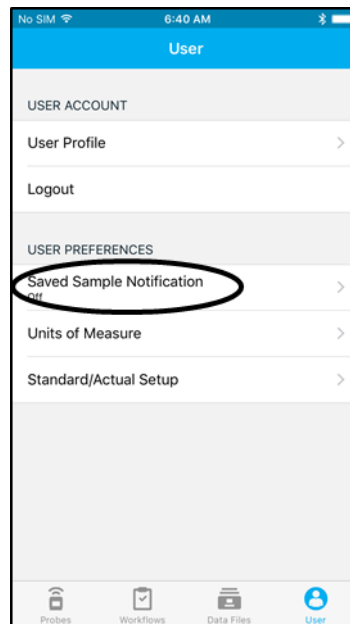 No SIM 6:40 AM
User
USER ACCOUNT
User Profile
Logout
USER PREFERENCES
Saved Sample Notification
Off
Units of Measure
Standard/Actual Setup
Probes Workflows Data Files User